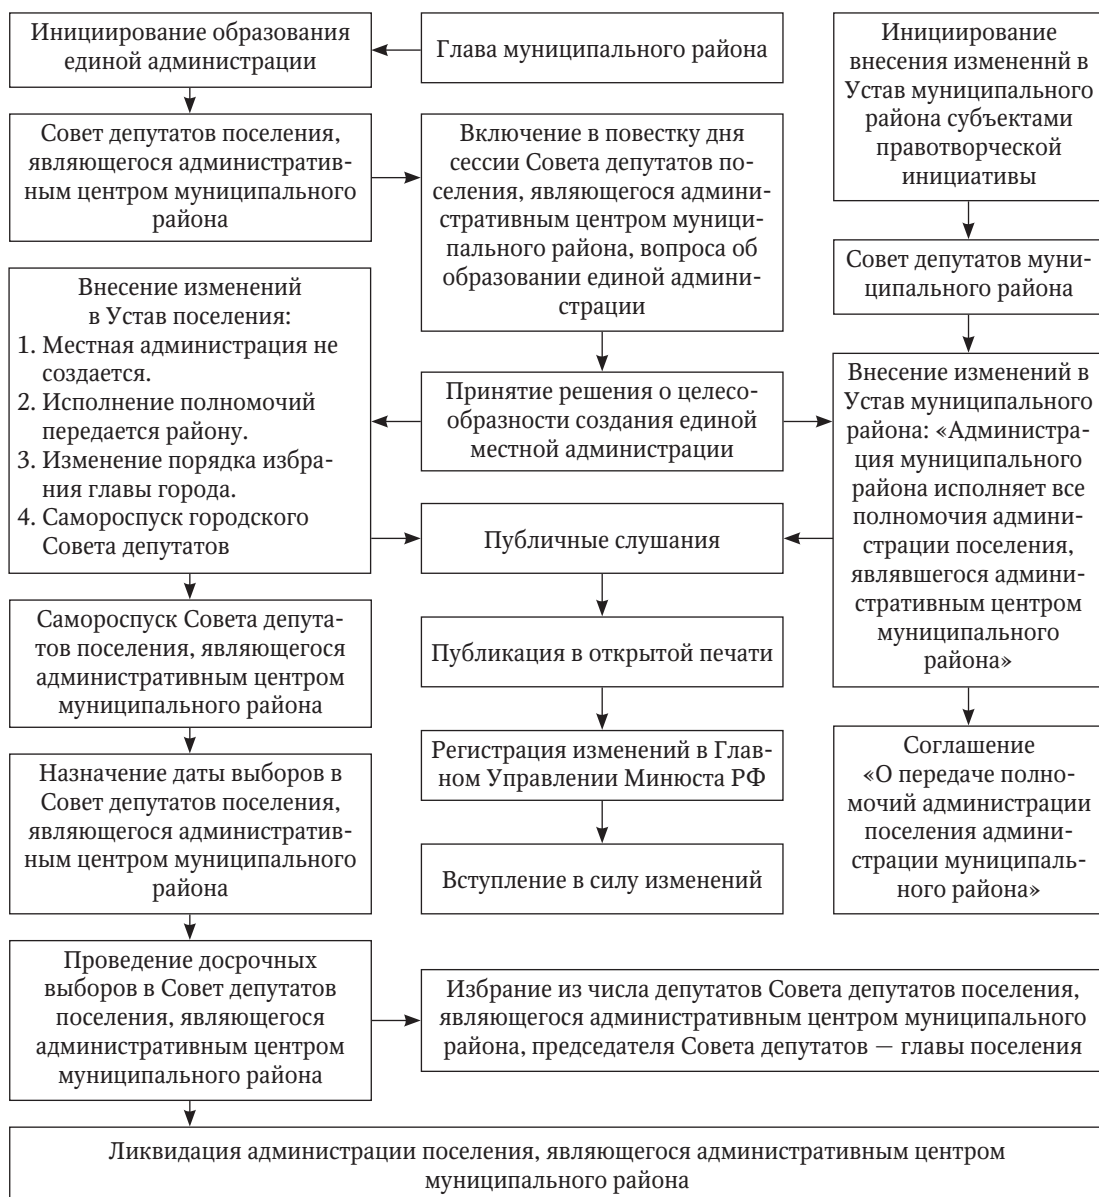 Инициирование образования
единой администрации
Глава муниципального района
Инициирование
внесения измененнй в
Устав муниципального
района субъектами
правотворческой
инициативы
Совет депутатов поселения,
являющегося административ-
ным центром муниципального
района
Включение в повестку дня
сессии Совета депутатов по-
селения, являющегося админи-
стративным центром муници-
пального района, вопроса об
образовании единой админи-
страции
Совет депутатов муни-
ципального района
Внесение изменений
в Устав поселения:
1. Местная администрация не
создается.
2. Исполнение полномочий
передается району.
3. Изменение порядка избра-
ния главы города.
4. Самороспуск городского
Совета депутатов
Принятие решения о целесо-
образности создания единой
местной администрации
Внесение изменений в
Устав муниципального
района: «Администра-
ция муниципального
района исполняет все
полномочия админи-
страции поселения,
являвшегося админи-
стративным центром
муниципального
района»
Публичные слушания
Самороспуск Совета депута-
тов поселения, являющегося
административным центром
муниципального района
Публикация в открытой печати
Регистрация изменений в Глав-
ном Управлении Минюста РФ
Соглашение
«О передаче полно-
мочий администрации
поселения админи-
страции муниципаль-
ного района»
Назначение даты выборов в
Совет депутатов поселения,
являющегося административ-
ным центром муниципального
района
Вступление в силу изменений
Проведение досрочных
выборов в Совет депутатов
поселения, являющегося
административным центром
муниципального района
Избрание из числа депутатов Совета депутатов поселения,
являющегося административным центром муниципального
района, председателя Совета депутатов — главы поселения
Ликвидация администрации поселения, являющегося административным центром
муниципального района